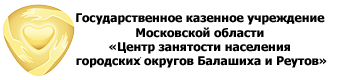 Государственное казенное учреждение
Московской области
«Центр занятости населения
городских округов Балашиха и Реутов»